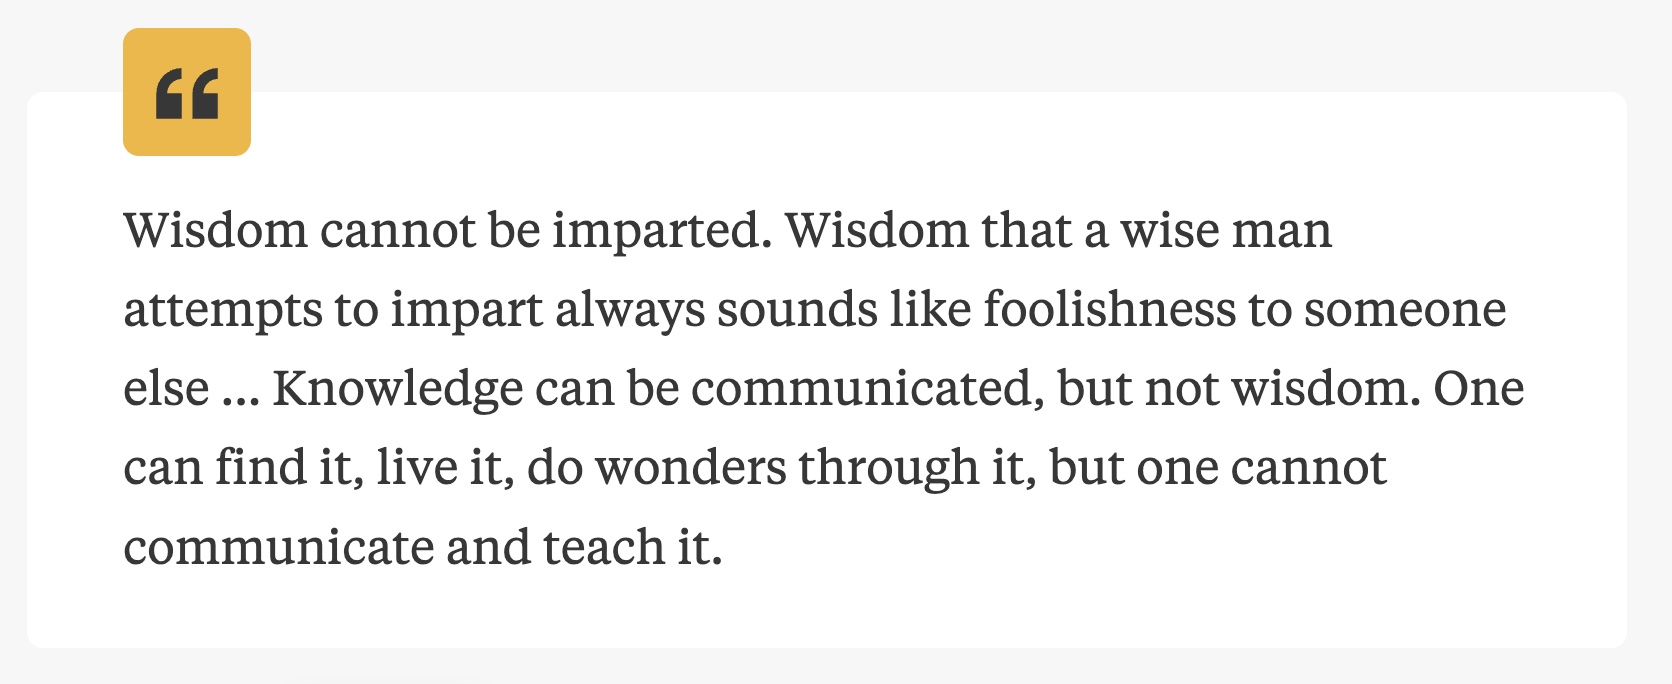 “
Wisdom cannot be imparted. Wisdom that a wise man
attempts to impart always sounds like foolishness to someone
else ... Knowledge can be communicated, but not wisdom. One
can find it, live it, do wonders through it, but one cannot
communicate and teach it.